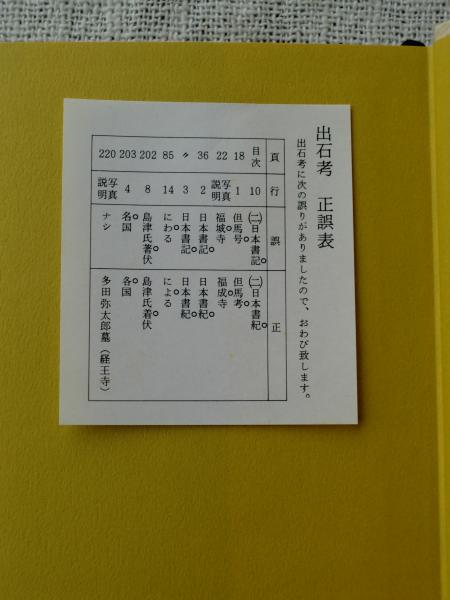 出石考 正誤表
出石考に次の誤りがありましたので、おわび致します。
頁 行 誤 正
目次 10 (二)日本書記 (二)日本書紀
18 1 但馬号 但馬考
22 写真説明 福城寺 福成寺
36 2 日本書記 日本書紀
〃 3 日本書記 日本書紀
85 14 にわる による
202 8 島津氏著伏 島津氏着伏
203 4 名国 各国
220 写真説明 ナシ 多田弥太郎墓(経王寺)